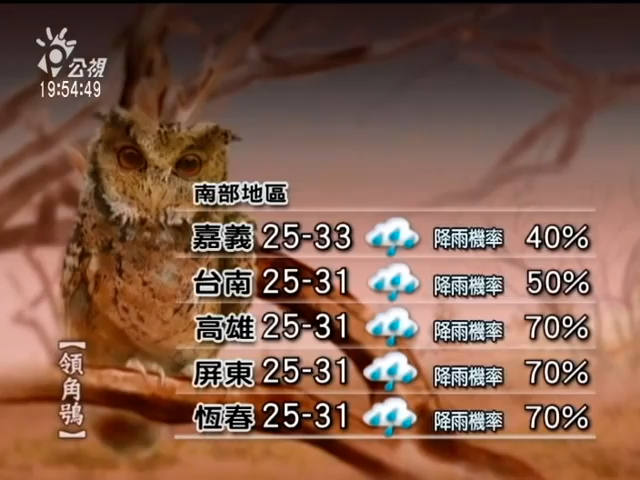 公視
19:54:49
南部地區
嘉義 25-33 降雨機率 40%
台南 25-31 降雨機率 50%
高雄 25-31 降雨機率 70%
屏東 25-31 降雨機率 70%
恆春 25-31 降雨機率 70%
【領角鴞】